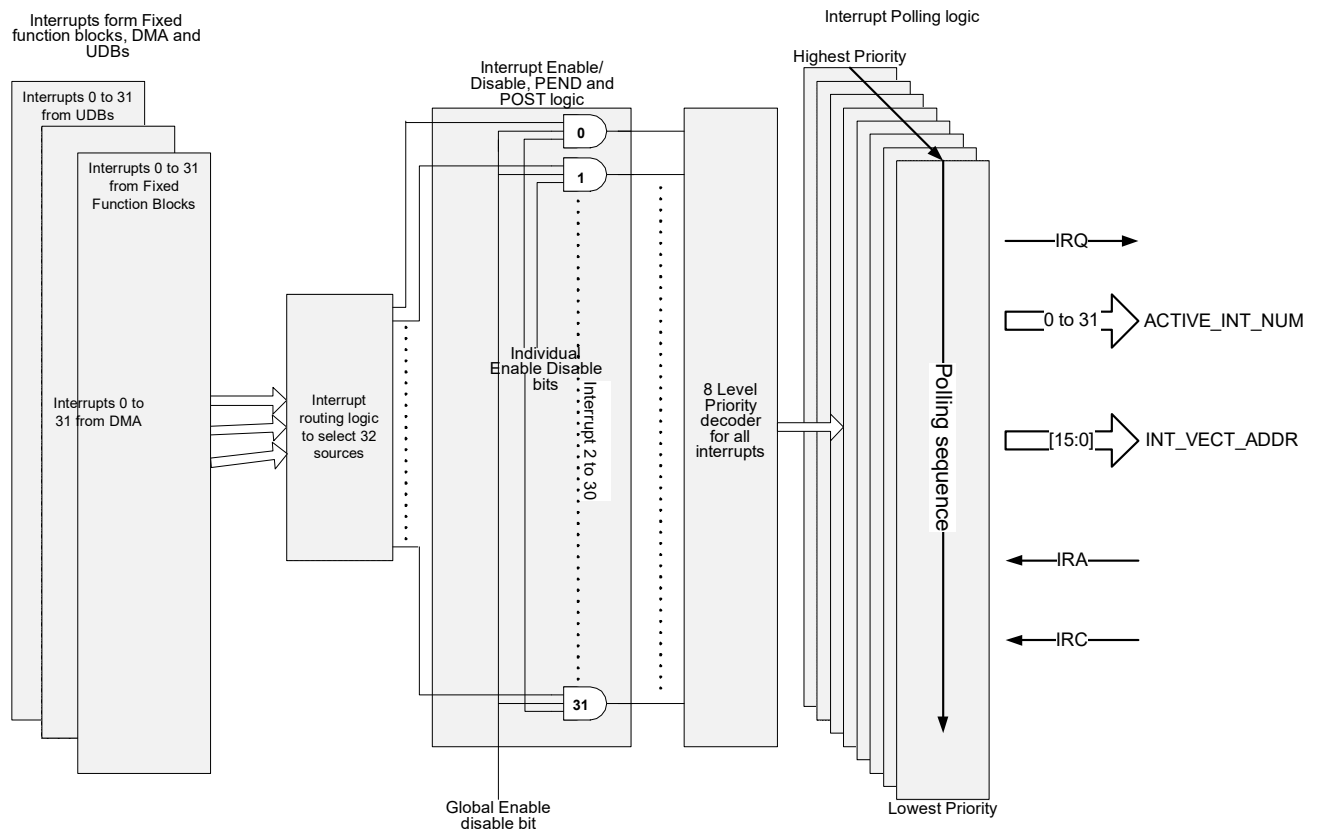 Interrupts form Fixed
function blocks, DMA and
UDBs
Interrupts 0 to 31
from UDBs
Interrupts 0 to 31
from Fixed
Function Blocks
Interrupts 0 to
31 from DMA
Interrupt
routing logic
to select 32
sources
Interrupt Enable/
Disable, PEND and
POST logic
0
1
Individual
Enable Disable
bits
Interrupt 2 to 30
31
Global Enable
disable bit
8 Level
Priority
decoder
for all
interrupts
Interrupt Polling logic
Highest Priority
Polling sequence
Lowest Priority
IRQ
0 to 31 ACTIVE_INT_NUM
[15:0] INT_VECT_ADDR
IRA
IRC